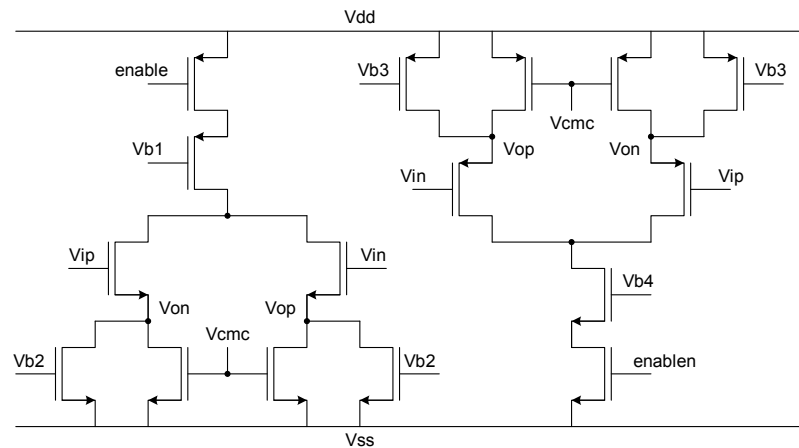 Vdd
enable
Vb3
Vb3
Vcmc
Vb1
Vop
Von
Vin
Vip
Vip
Vin
Vb4
Von
Vop
Vcmc
Vb2
Vb2
enablen
Vss